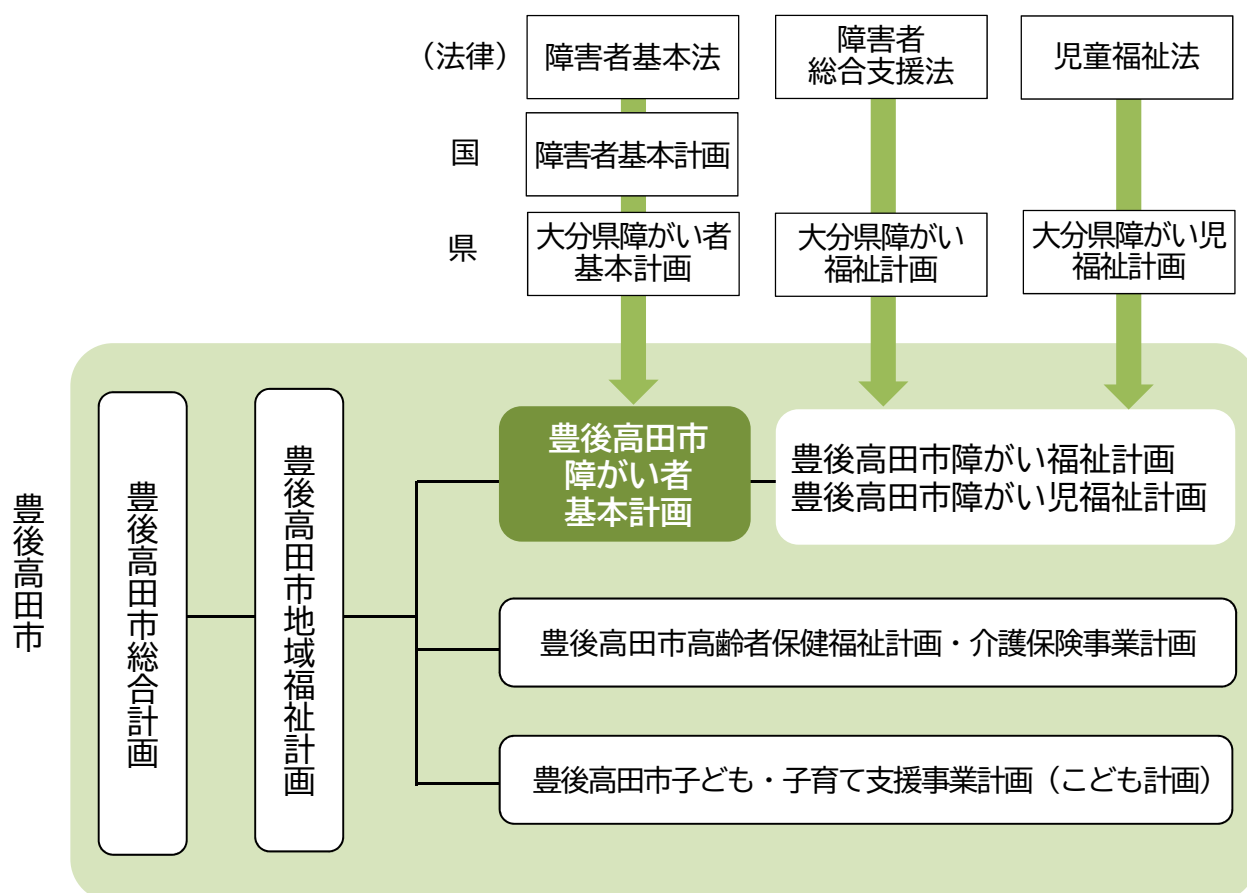 (法律)
障害者基本法
障害者
総合支援法
児童福祉法
国
障害者基本計画
県
大分県障がい者
基本計画
大分県障がい
福祉計画
大分県障がい児
福祉計画
豊後高田市
豊後高田市総合計画
豊後高田市地域福祉計画
豊後高田市
障がい者
基本計画
豊後高田市障がい福祉計画
豊後高田市障がい児福祉計画
豊後高田市高齢者保健福祉計画・介護保険事業計画
豊後高田市子ども・子育て支援事業計画（こども計画）